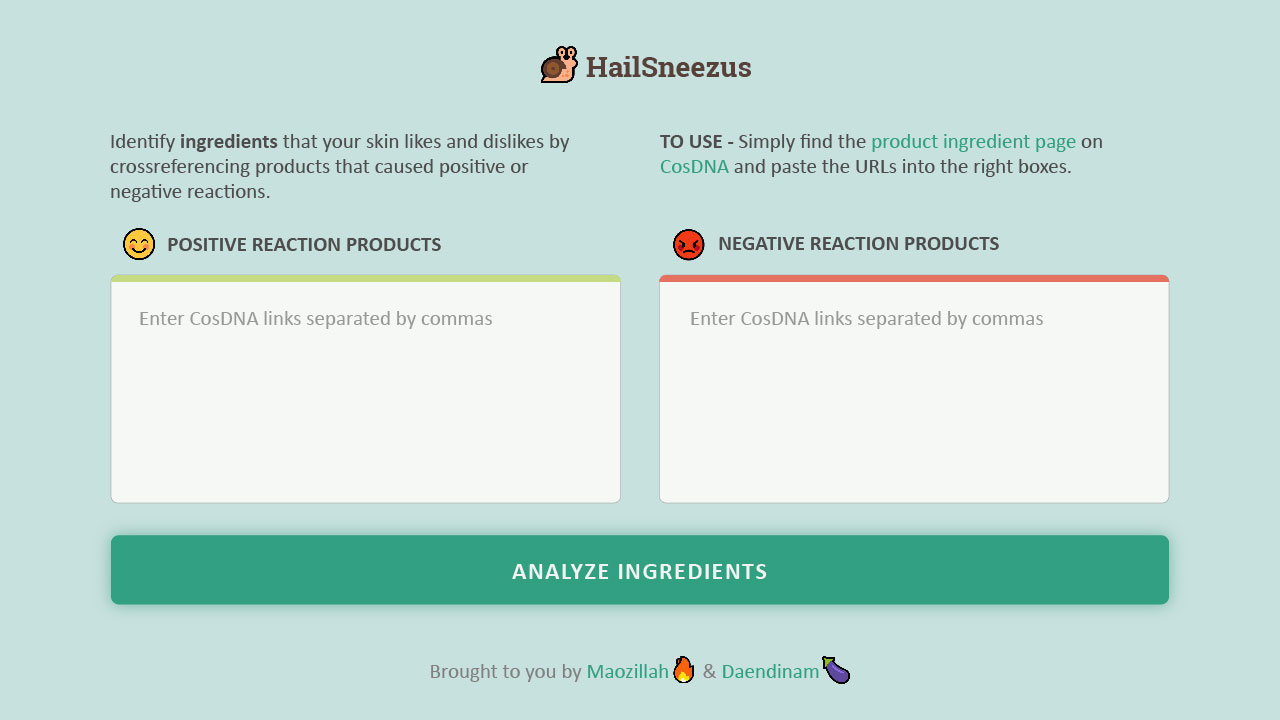 HailSneezus
Identify ingredients that your skin likes and dislikes by
crossreferencing products that caused positive or
negative reactions.
TO USE - Simply find the product ingredient page on
CosDNA and paste the URLs into the right boxes.
POSITIVE REACTION PRODUCTS
Enter CosDNA links separated by commas
NEGATIVE REACTION PRODUCTS
Enter CosDNA links separated by commas
ANALYZE INGREDIENTS
Brought to you by Maozillah & Daendinam